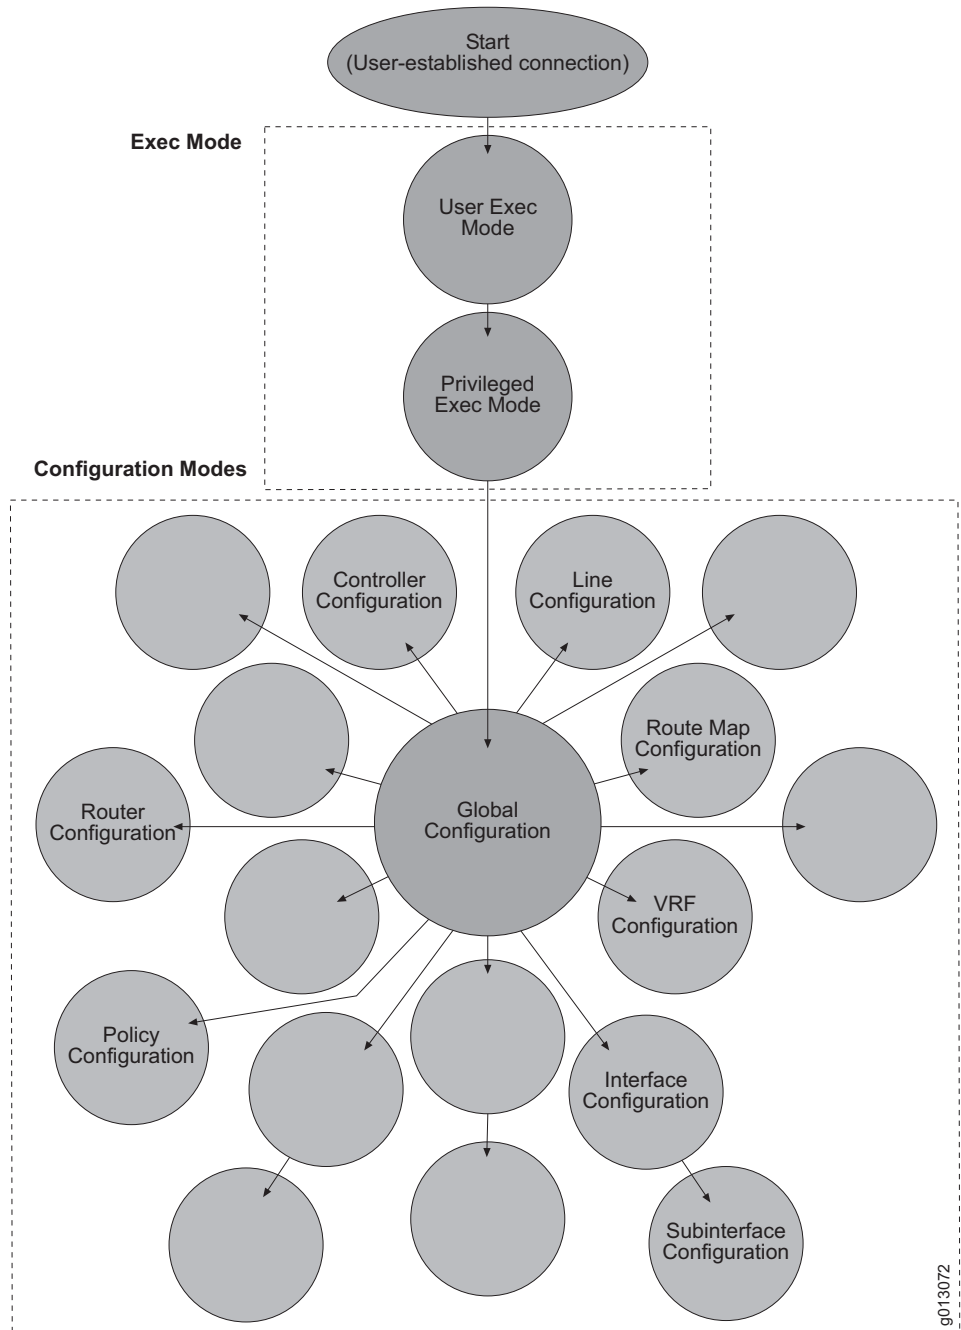 Start
(User-established connection)
Exec Mode
User Exec
Mode
Privileged
Exec Mode
Configuration Modes
Controller
Configuration
Line
Configuration
Route Map
Configuration
Router
Configuration
Global
Configuration
VRF
Configuration
Policy
Configuration
Interface
Configuration
Subinterface
Configuration
g013072